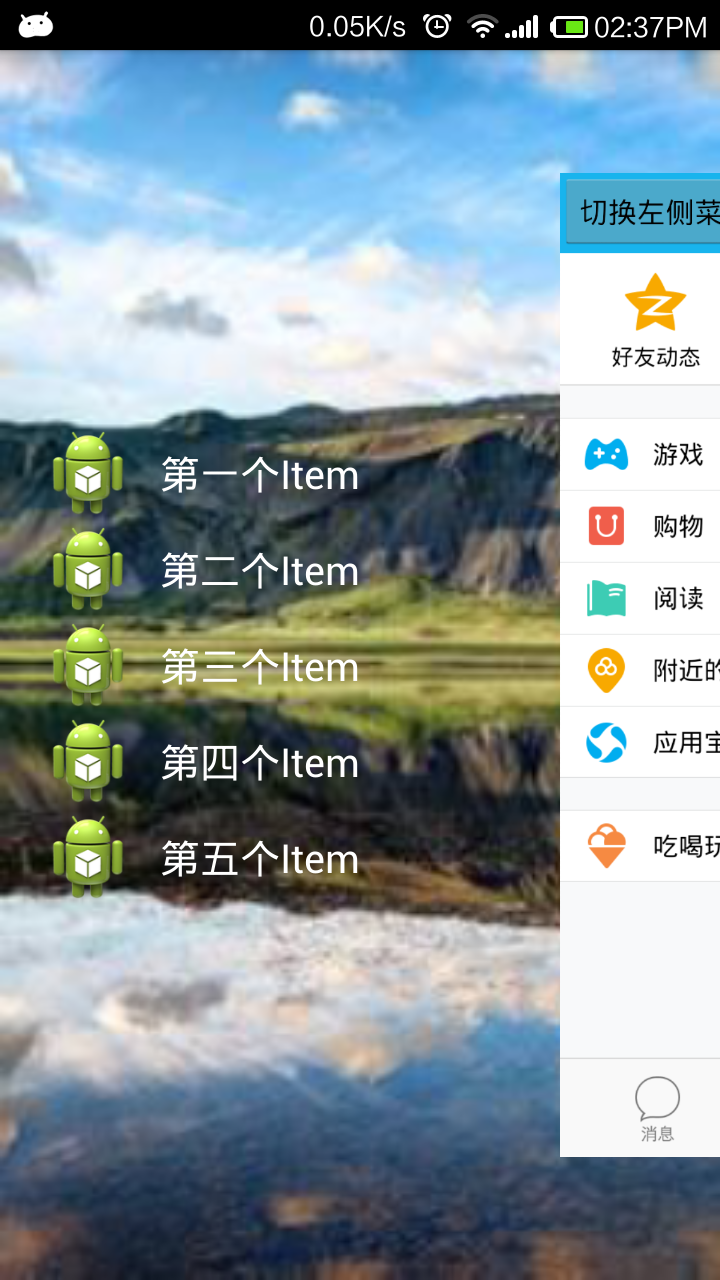 0.05K/s
02:37PM
第一个Item
第二个Item
第三个Item
第四个Item
第五个Item
切换左侧菜
好友动态
游戏
购物
阅读
附近的
应用宝
吃喝玩
消息